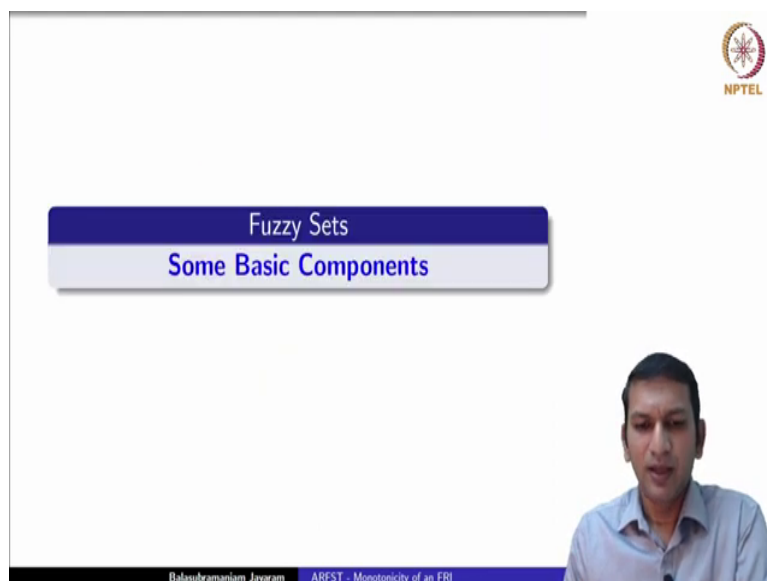 NPTEL
Fuzzy Sets
Some Basic Components
Balasubramaniam Jayaram
ARFST - Monotonicity of an FRI